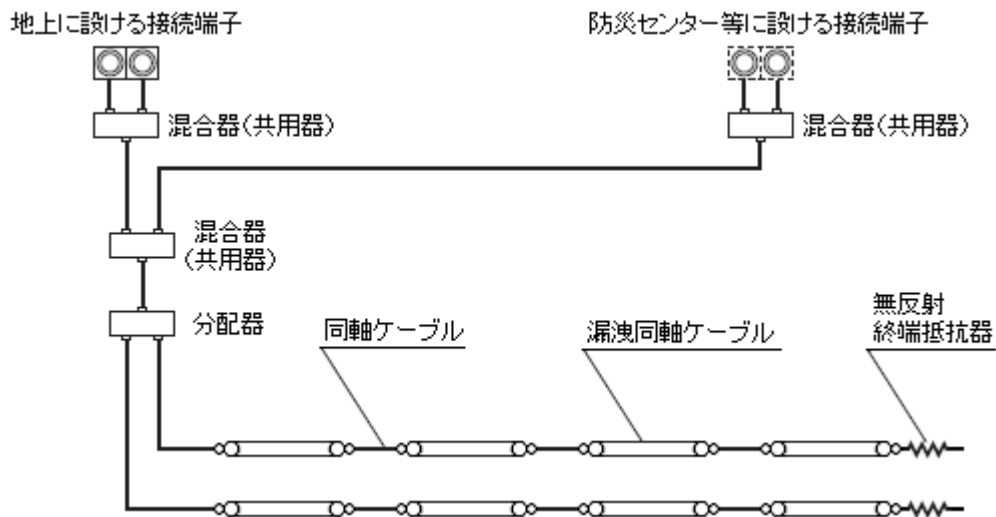 地上に設ける接続端子
防災センター等に設ける接続端子
混合器(共用器)
混合器(共用器)
混合器
(共用器)
分配器
同軸ケーブル
漏洩同軸ケーブル
無反射
終端抵抗器